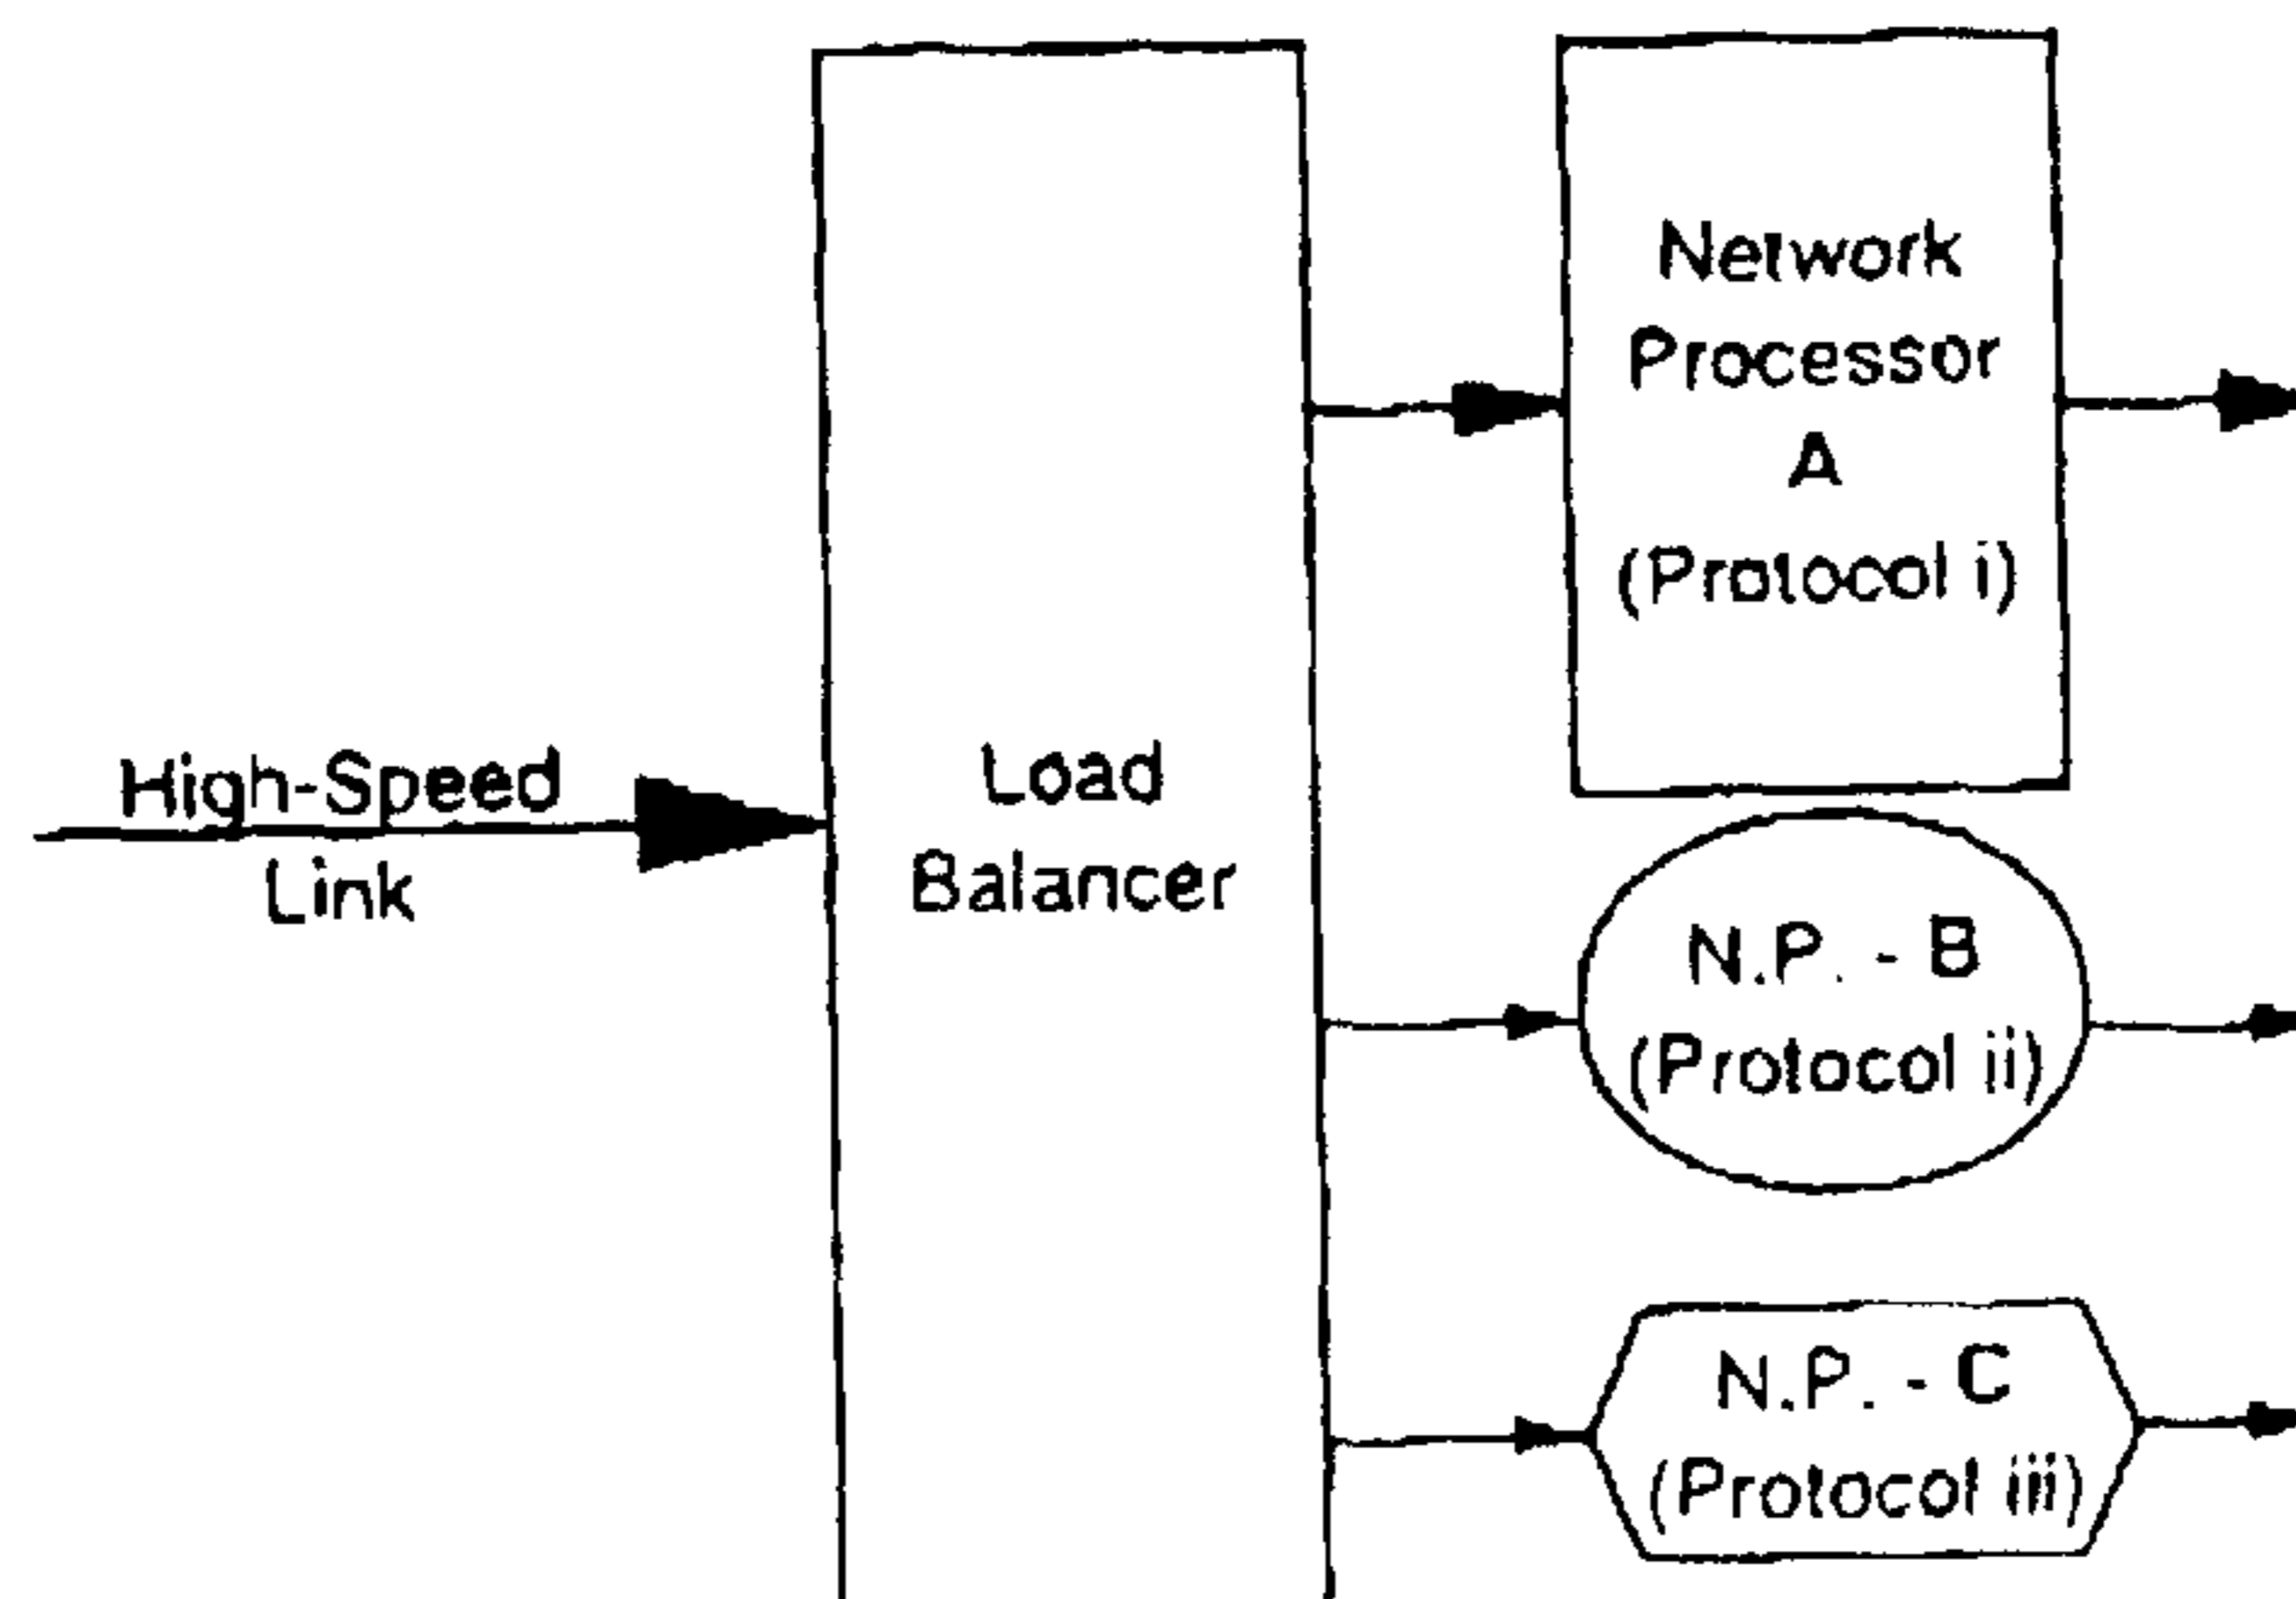 High-Speed
Link
Load
Balancer
Network
Processor
A
(Protocol i)
N.P. - B
(Protocol ii)
N.P. - C
(Protocol iii)